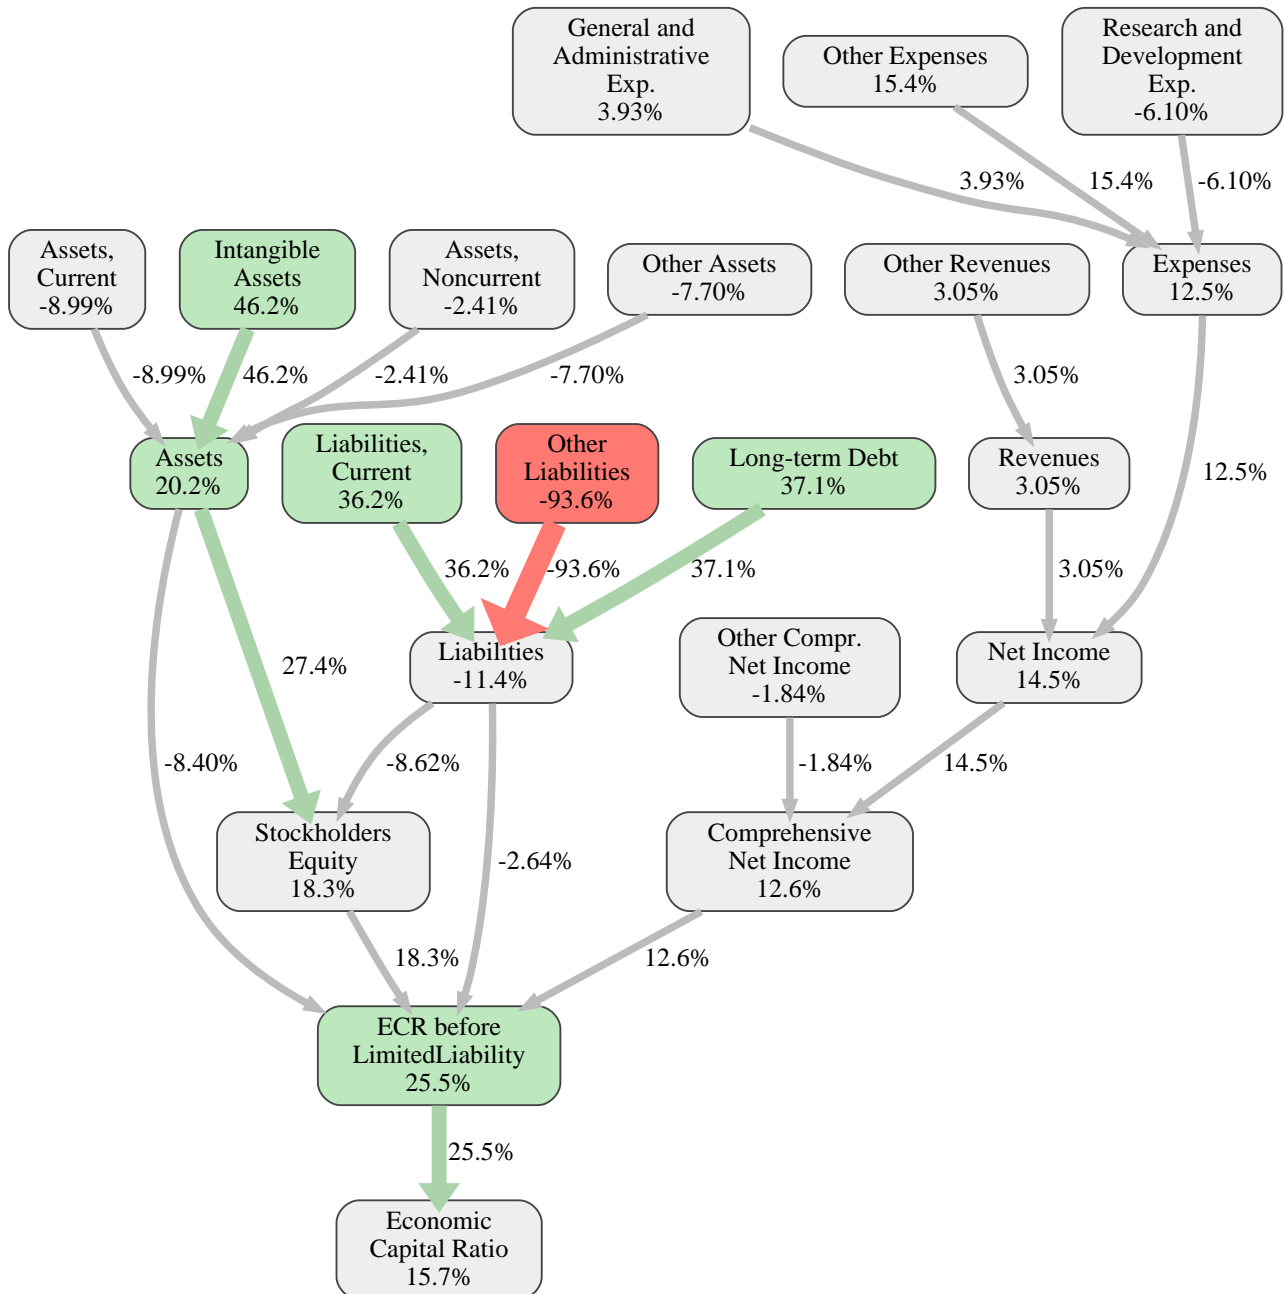 General and
Administrative
Exp.
3.93%
Other Expenses
15.4%
Research and
Development
Exp.
-6.10%
3.93%
15.4%
-6.10%
Assets,
Current
-8.99%
Intangible
Assets
46.2%
Assets,
Noncurrent
-2.41%
Other Assets
-7.70%
Other Revenues
3.05%
Expenses
12.5%
-8.99%
46.2%
-2.41%
-7.70%
3.05%
Assets
20.2%
Liabilities,
Current
36.2%
Other
Liabilities
-93.6%
Long-term Debt
37.1%
Revenues
3.05%
12.5%
36.2%
-93.6%
37.1%
3.05%
27.4%
Liabilities
-11.4%
Other Compr.
Net Income
-1.84%
Net Income
14.5%
-8.40%
-8.62%
-1.84%
14.5%
Stockholders
Equity
18.3%
-2.64%
Comprehensive
Net Income
12.6%
18.3%
12.6%
ECR before
LimitedLiability
25.5%
25.5%
Economic
Capital Ratio
15.7%